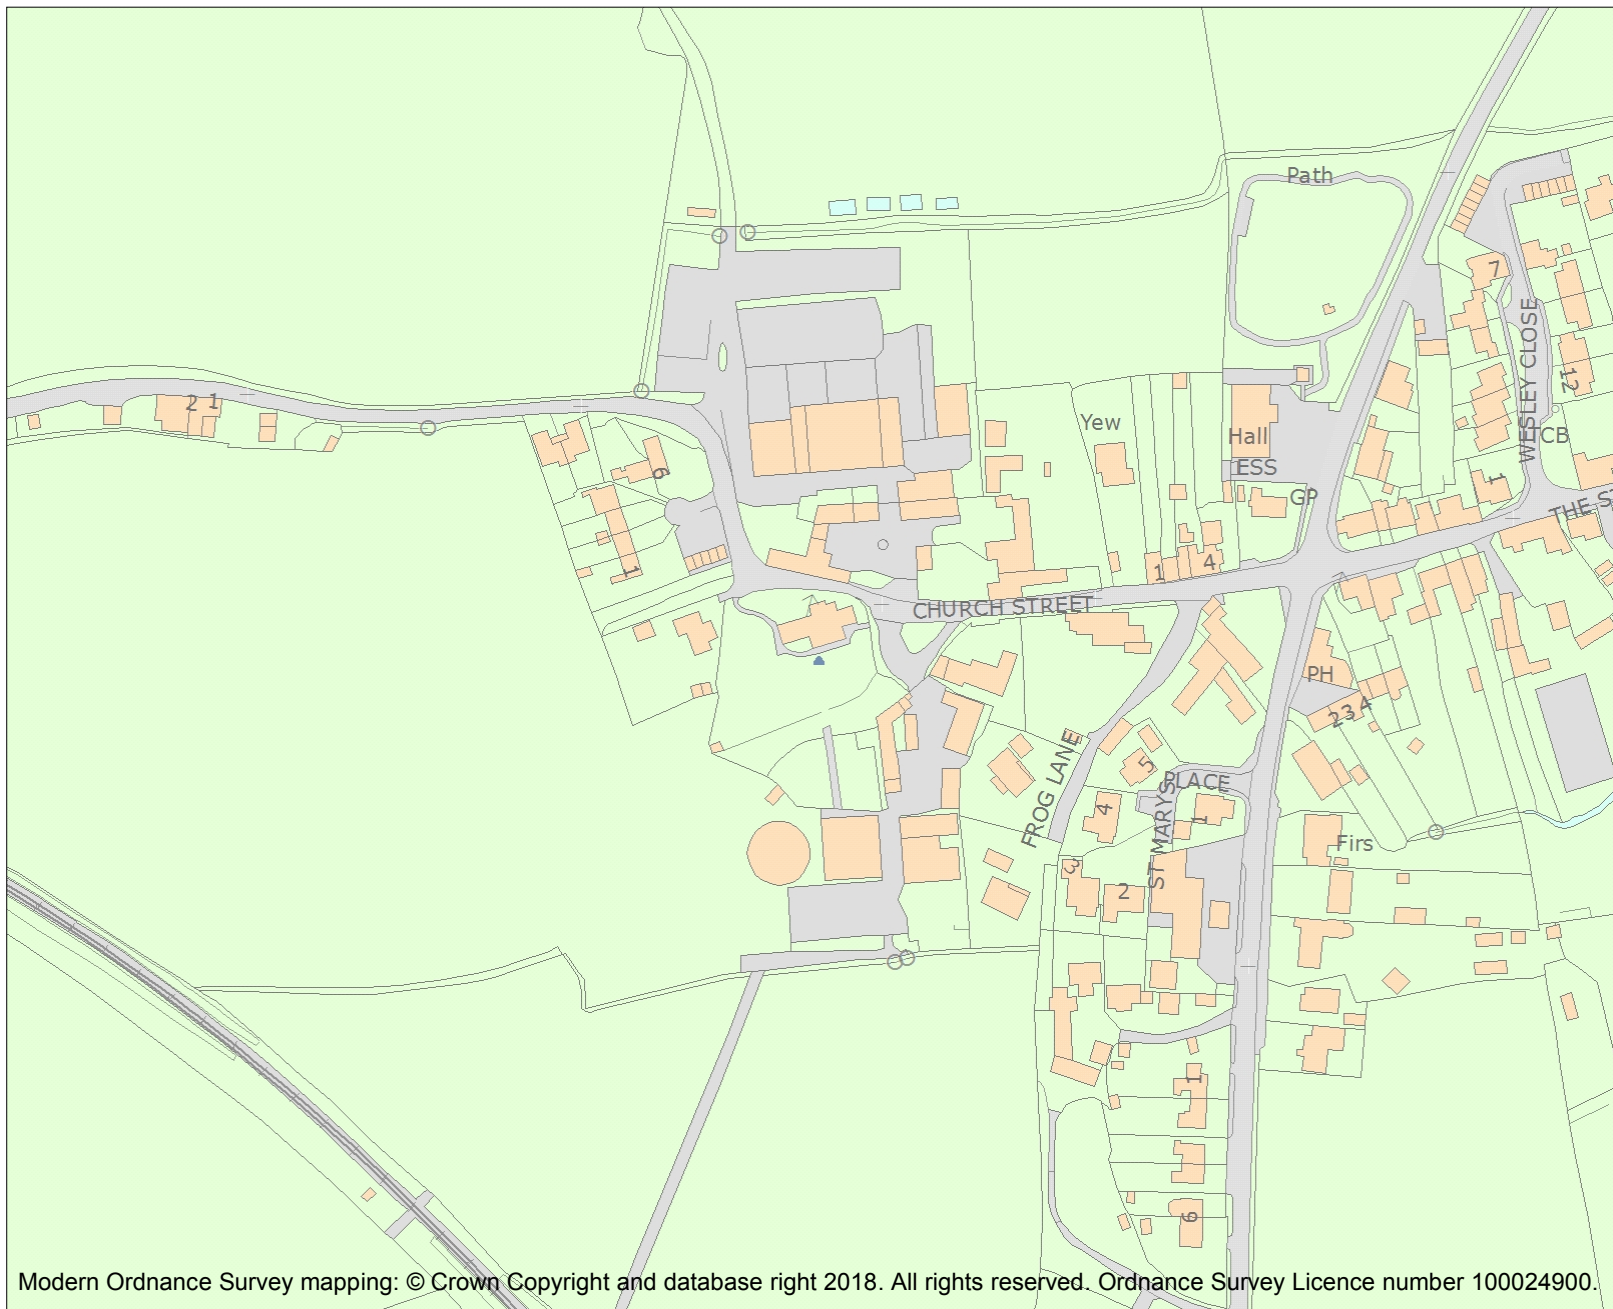 Path
7
WESLEY CLOSE
12
2 1
Yew
Hall
TCB
6
ESS
1
GP
THE S
1
1
4
CHURCH STREET
PH
2 3 4
FROG LANE
5
ST MARYS PLACE
4
1
Firs
3
2
1
6
Modern Ordnance Survey mapping: © Crown Copyright and database right 2018. All rights reserved. Ordnance Survey Licence number 100024900.